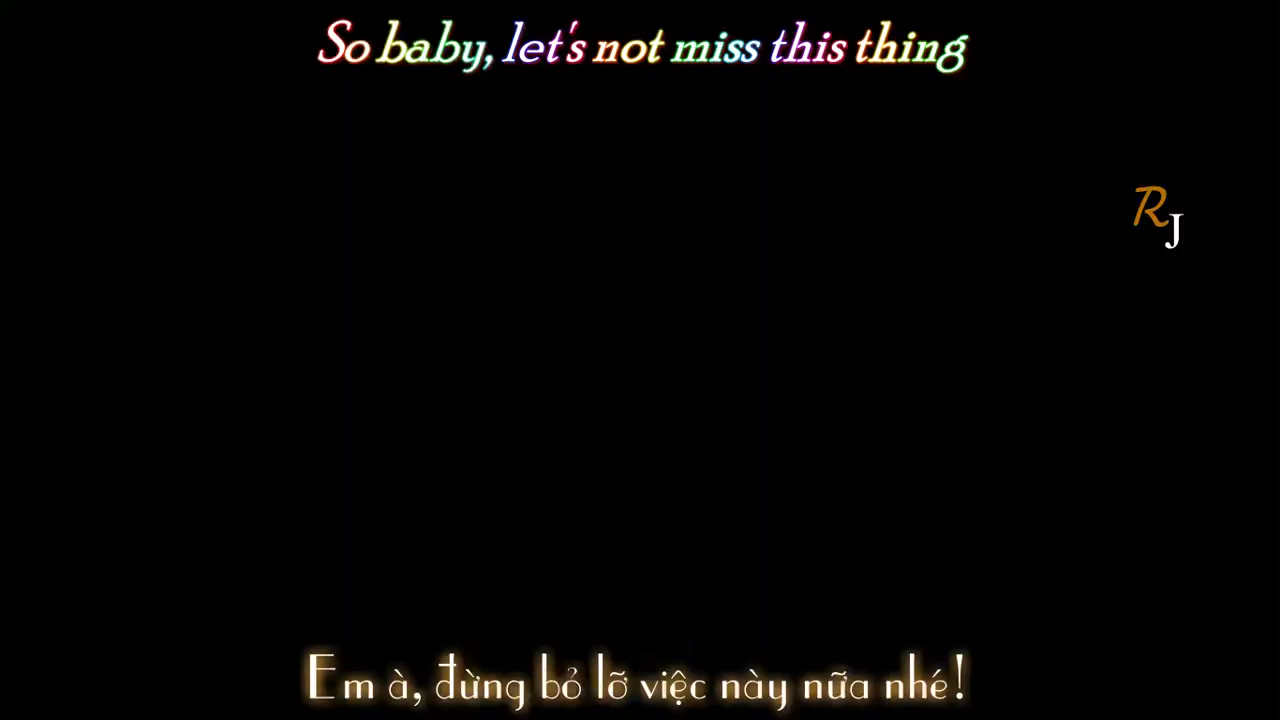 So baby, let's not miss this thing
RJ
Em à, đừng bỏ lỡ việc này nữa nhé!